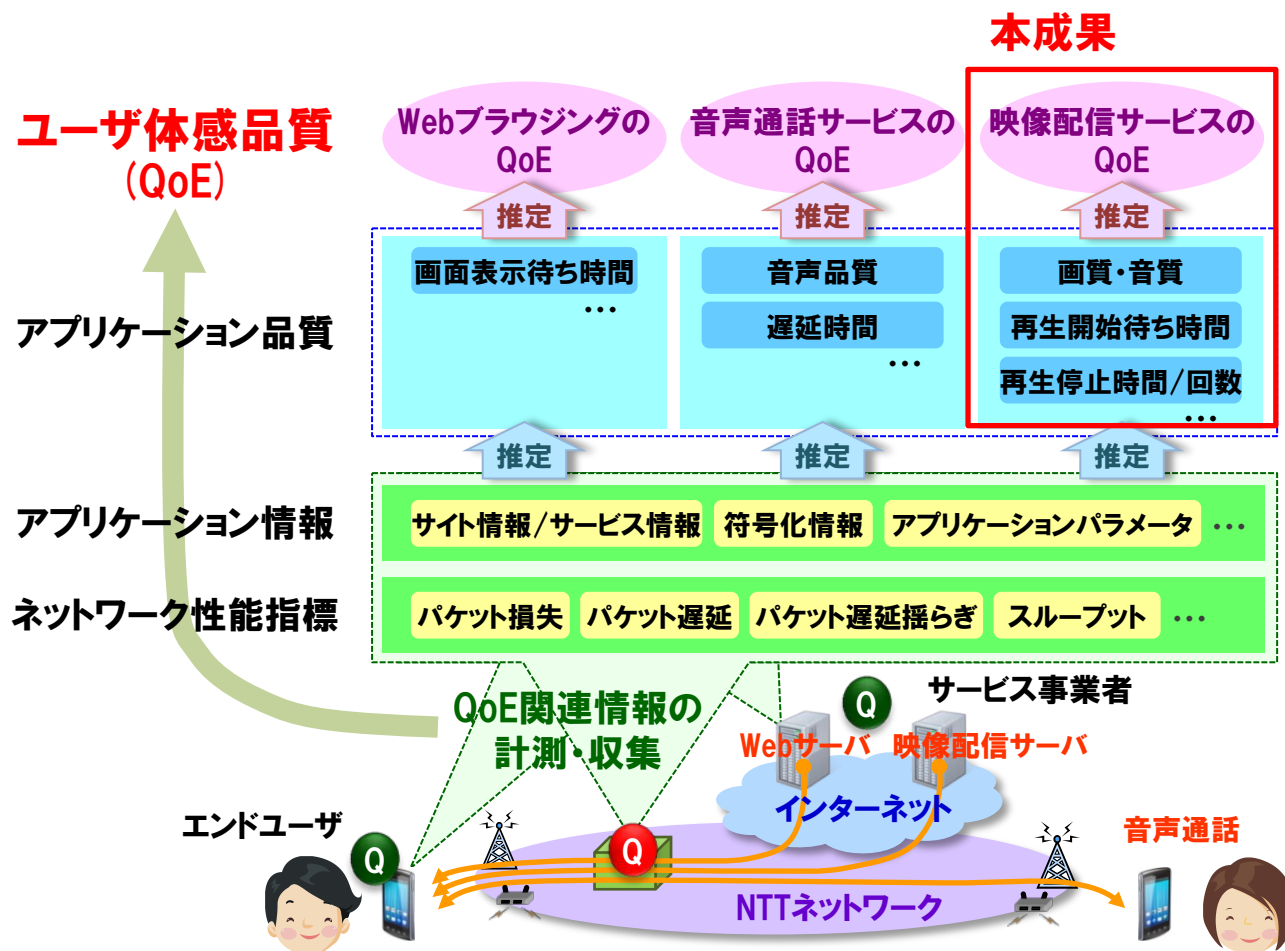 本成果
ユーザ体感品質
(QoE)
Webブラウジングの
QoE
音声通話サービスの
QoE
映像配信サービスの
QoE
推定
推定
推定
アプリケーション品質
画面表示待ち時間
…
音声品質
遅延時間
…
画質・音質
再生開始待ち時間
再生停止時間/回数
…
推定
推定
推定
アプリケーション情報
サイト情報/サービス情報
符号化情報
アプリケーションパラメータ
…
ネットワーク性能指標
パケット損失
パケット遅延
パケット遅延揺らぎ
スループット
…
QoE関連情報の
計測・収集
Q
サービス事業者
Webサーバ
映像配信サーバ
インターネット
エンドユーザ
Q
Q
音声通話
NTTネットワーク